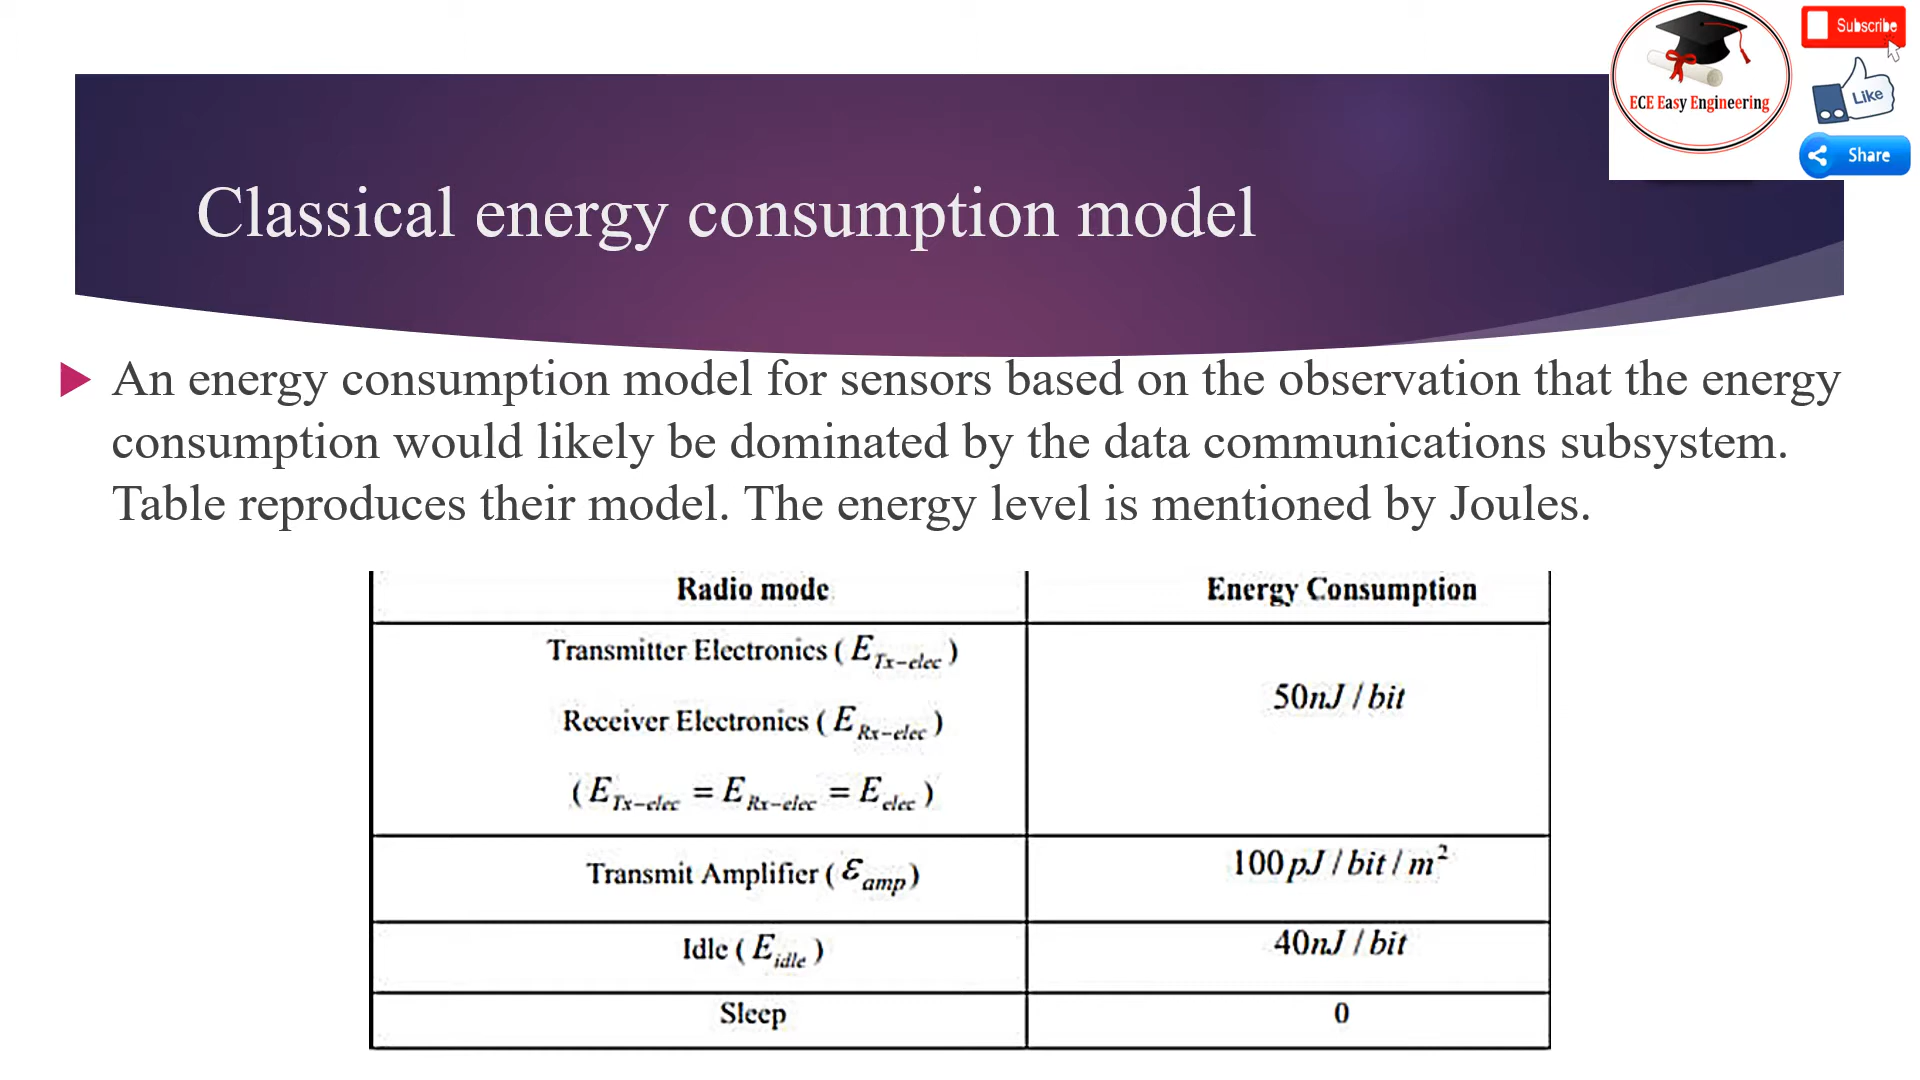 Subscribe
ECE Easy Engineering
Like
Share
Classical energy consumption model
An energy consumption model for sensors based on the observation that the energy
consumption would likely be dominated by the data communications subsystem.
Table reproduces their model. The energy level is mentioned by Joules.
Radio mode Energy Consumption
Transmitter Electronics ( E Tx-elec )
50nJ / bit
Receiver Electronics ( E Rx-elec )
( E Tx-elec = E Rx-elec = E elec )
Transmit Amplifier ( ε amp ) 100 pJ / bit / m²
Idle ( E idle ) 40nJ / bit
Sleep 0